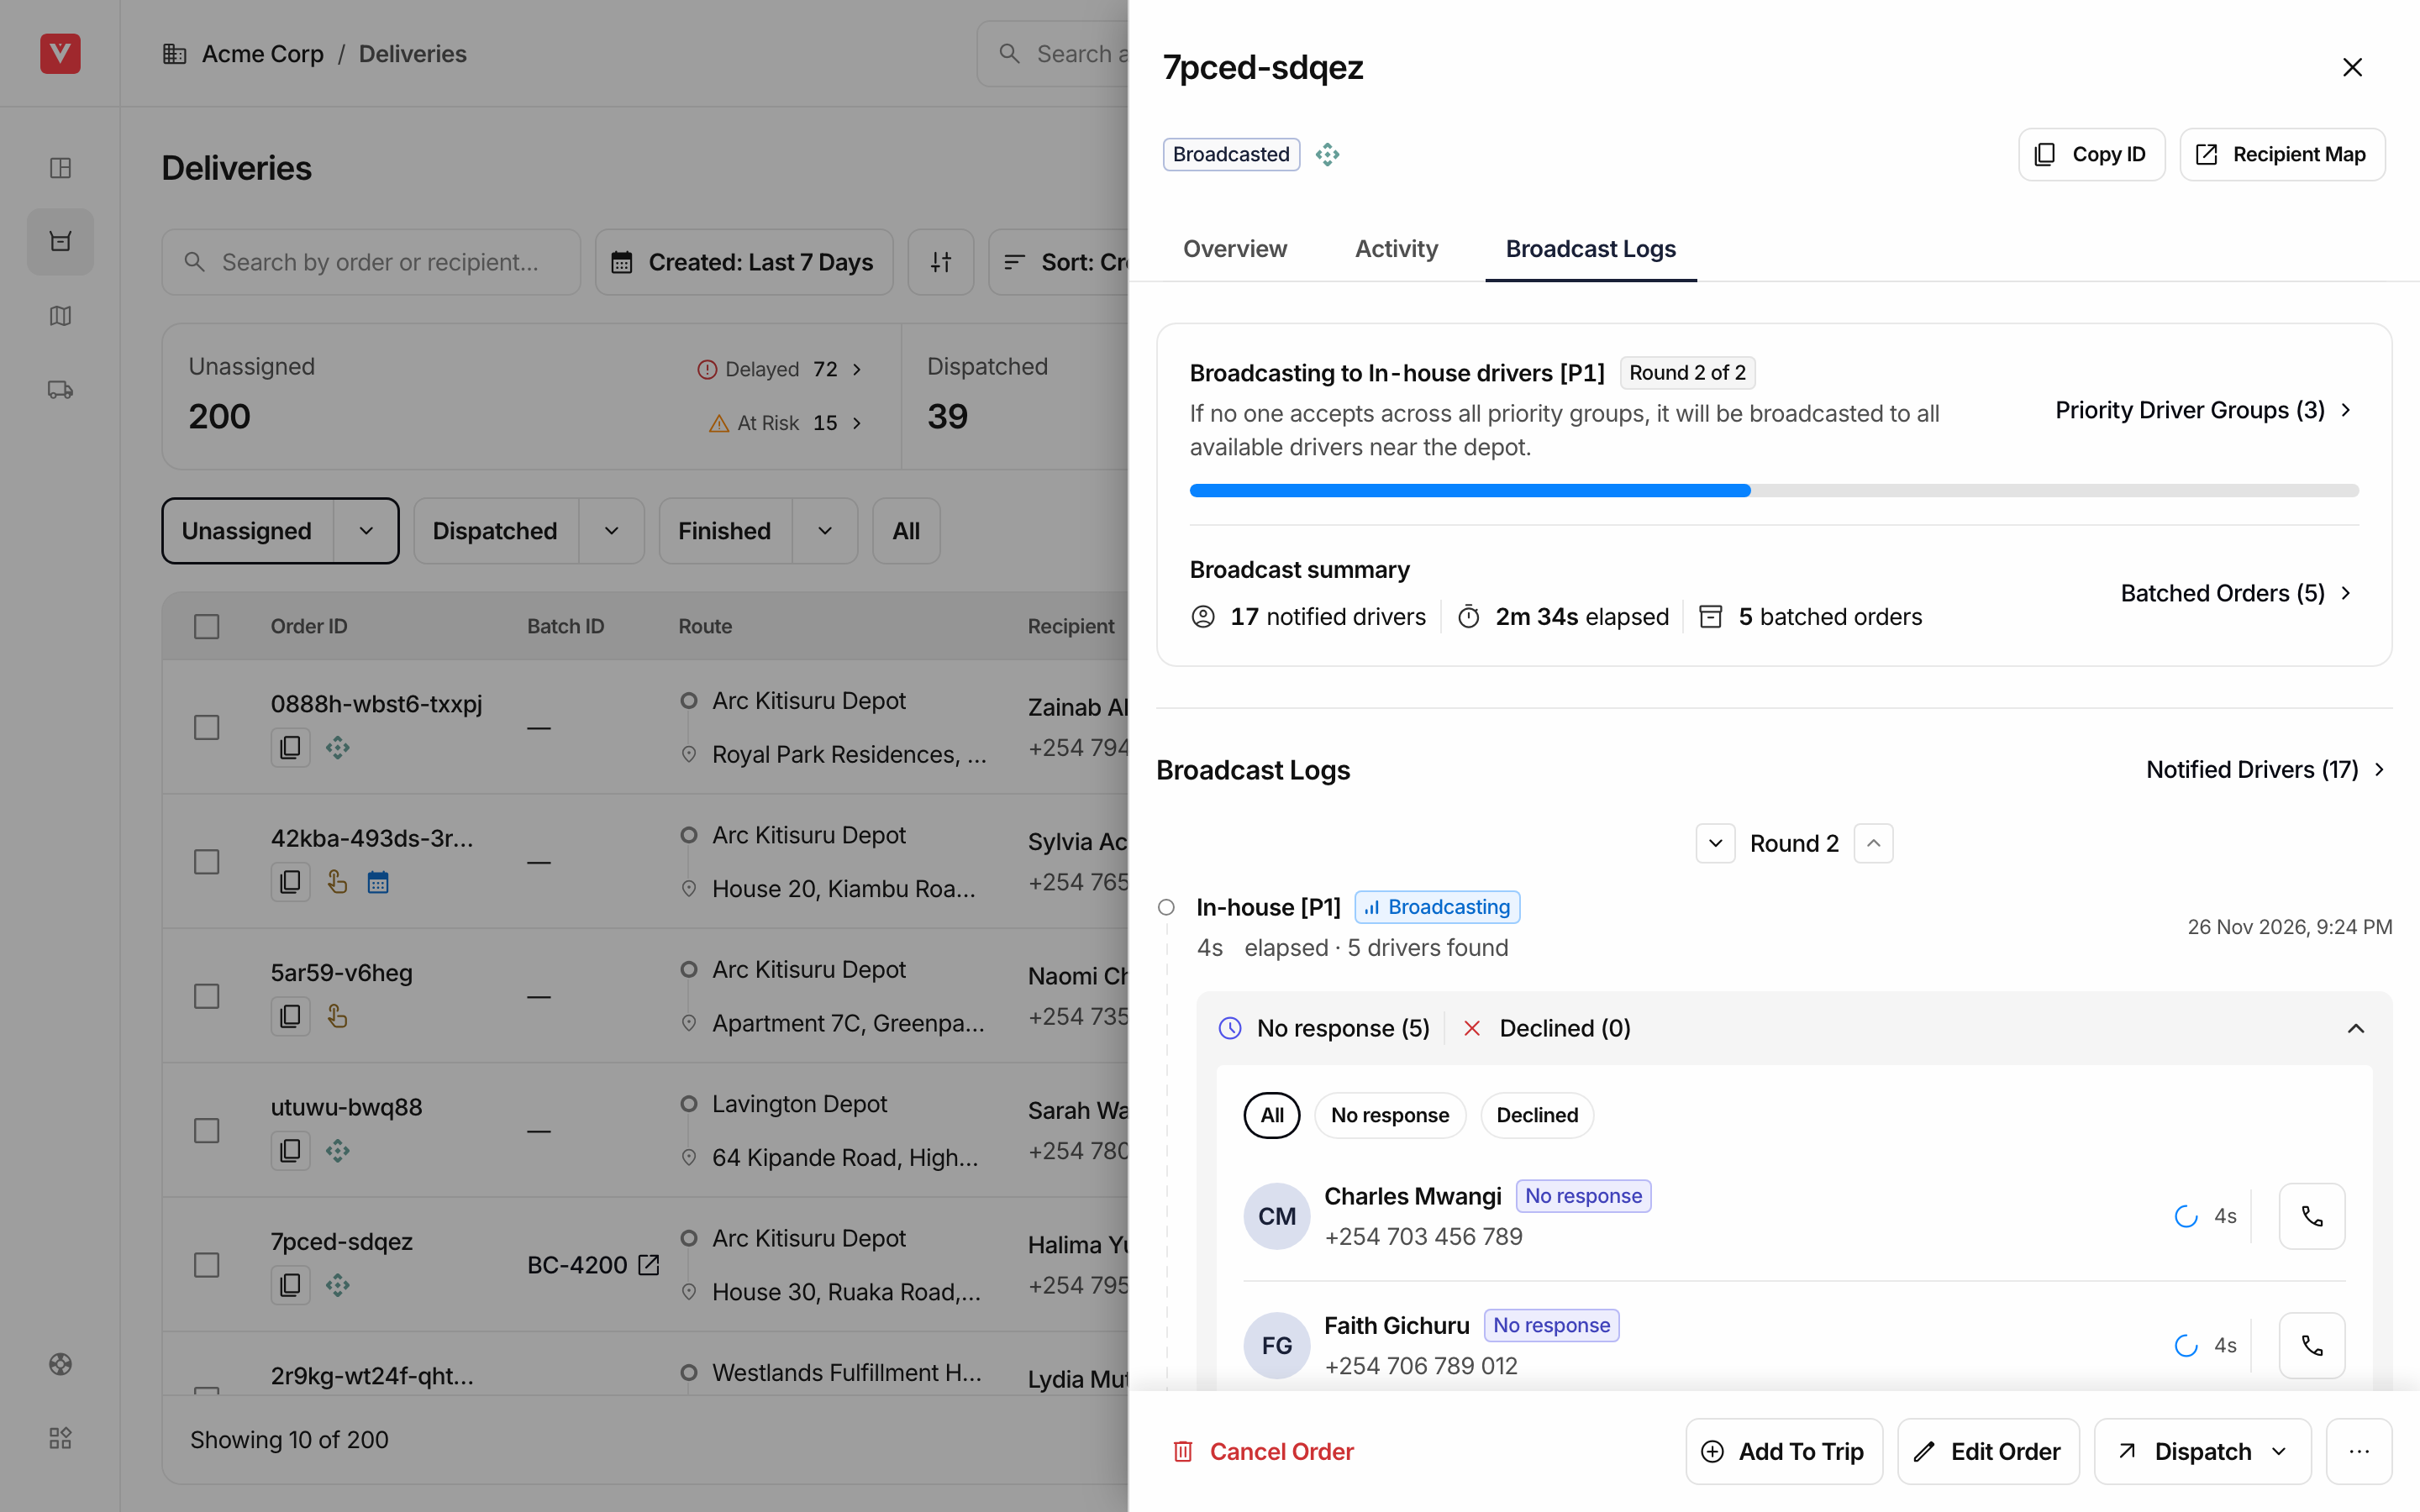 Acme Corp / Deliveries
Search a
Deliveries
Search by order or recipient...
Created: Last 7 Days
Sort: Cr
Unassigned
200
Delayed 72
At Risk 15
Dispatched
39
Unassigned
Dispatched
Finished
All
Order ID Batch ID Route Recipient
0888h-wbst6-txxpj
—
Arc Kitisuru Depot
Royal Park Residences, ...
Zainab Al
+254 794
42kba-493ds-3r...
—
Arc Kitisuru Depot
House 20, Kiambu Roa...
Sylvia Ac
+254 765
5ar59-v6heg
—
Arc Kitisuru Depot
Apartment 7C, Greenpa...
Naomi Ch
+254 735
utuwu-bwq88
—
Lavington Depot
64 Kipande Road, High...
Sarah Wa
+254 780
7pced-sdqez
BC-4200
Arc Kitisuru Depot
House 30, Ruaka Road,...
Halima Yu
+254 795
2r9kg-wt24f-qht...
Westlands Fulfillment H...
Lydia Mut
Showing 10 of 200
7pced-sdqez
Broadcasted
Copy ID
Recipient Map
Overview
Activity
Broadcast Logs
Broadcasting to In-house drivers [P1] Round 2 of 2
If no one accepts across all priority groups, it will be broadcasted to all
available drivers near the depot.
Priority Driver Groups (3)
Broadcast summary
17 notified drivers
2m 34s elapsed
5 batched orders
Batched Orders (5)
Broadcast Logs
Notified Drivers (17)
Round 2
In-house [P1] Broadcasting
4s elapsed · 5 drivers found
26 Nov 2026, 9:24 PM
No response (5)
Declined (0)
All
No response
Declined
CM
Charles Mwangi No response
+254 703 456 789
4s
FG
Faith Gichuru No response
+254 706 789 012
4s
Cancel Order
Add To Trip
Edit Order
Dispatch